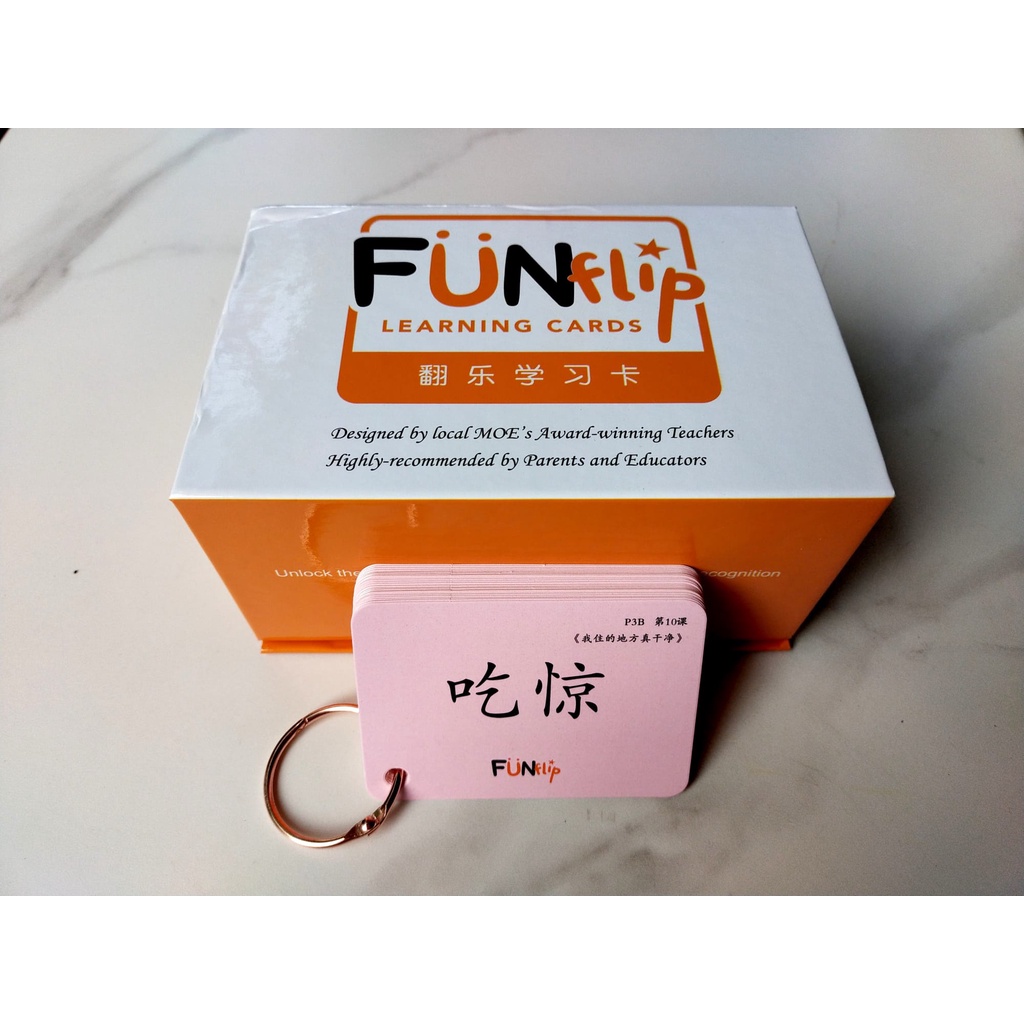 FUNflip
LEARNING CARDS
翻乐学习卡
Designed by local MOE's Award-winning Teachers
Highly-recommended by Parents and Educators
Unlock the
P3B 第10课
《我住的地方真干净》
吃惊
FUNflip